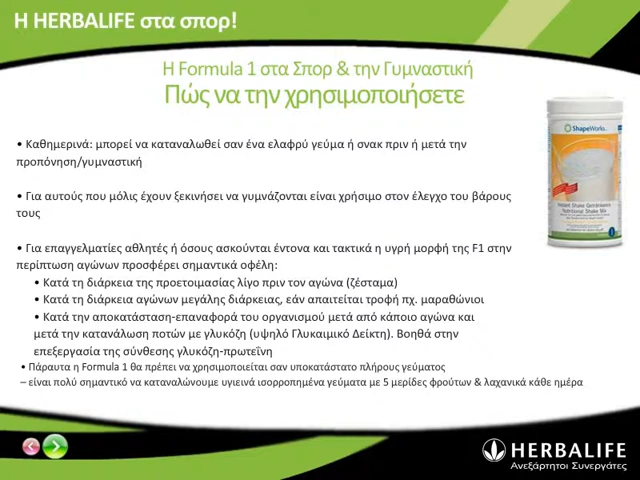 Η HERBALIFE στα σπορ!
Η Formula 1 στα Σπορ & την Γυμναστική
Πώς να την χρησιμοποιήσετε
• Καθημερινά: μπορεί να καταναλωθεί σαν ένα ελαφρύ γεύμα ή σνακ πριν ή μετά την
προπόνηση/γυμναστική
• Για αυτούς που μόλις έχουν ξεκινήσει να γυμνάζονται είναι χρήσιμο στον έλεγχο του βάρους
τους
• Για επαγγελματίες αθλητές ή όσους ασκούνται έντονα και τακτικά η υγρή μορφή της F1 στην
περίπτωση αγώνων προσφέρει σημαντικά οφέλη:
• Κατά τη διάρκεια της προετοιμασίας λίγο πριν τον αγώνα (ζέσταμα)
• Κατά τη διάρκεια αγώνων μεγάλης διάρκειας, εάν απαιτείται τροφή πχ. μαραθώνιοι
• Κατά την αποκατάσταση-επαναφορά του οργανισμού μετά από κάποιο αγώνα και
μετά την κατανάλωση ποτών με γλυκόζη (υψηλό Γλυκαιμικό Δείκτη). Βοηθά στην
επεξεργασία της σύνθεσης γλυκόζη-πρωτεΐνη
• Πάραυτα η Formula 1 θα πρέπει να χρησιμοποιείται σαν υποκατάστατο πλήρους γεύματος
– είναι πολύ σημαντικό να καταναλώνουμε υγιεινά ισορροπημένα γεύματα με 5 μερίδες φρούτων & λαχανικά κάθε ημέρα
ShapeWorks
Nutritional Shake Mix
1
HERBALIFE
Ανεξάρτητοι Συνεργάτες